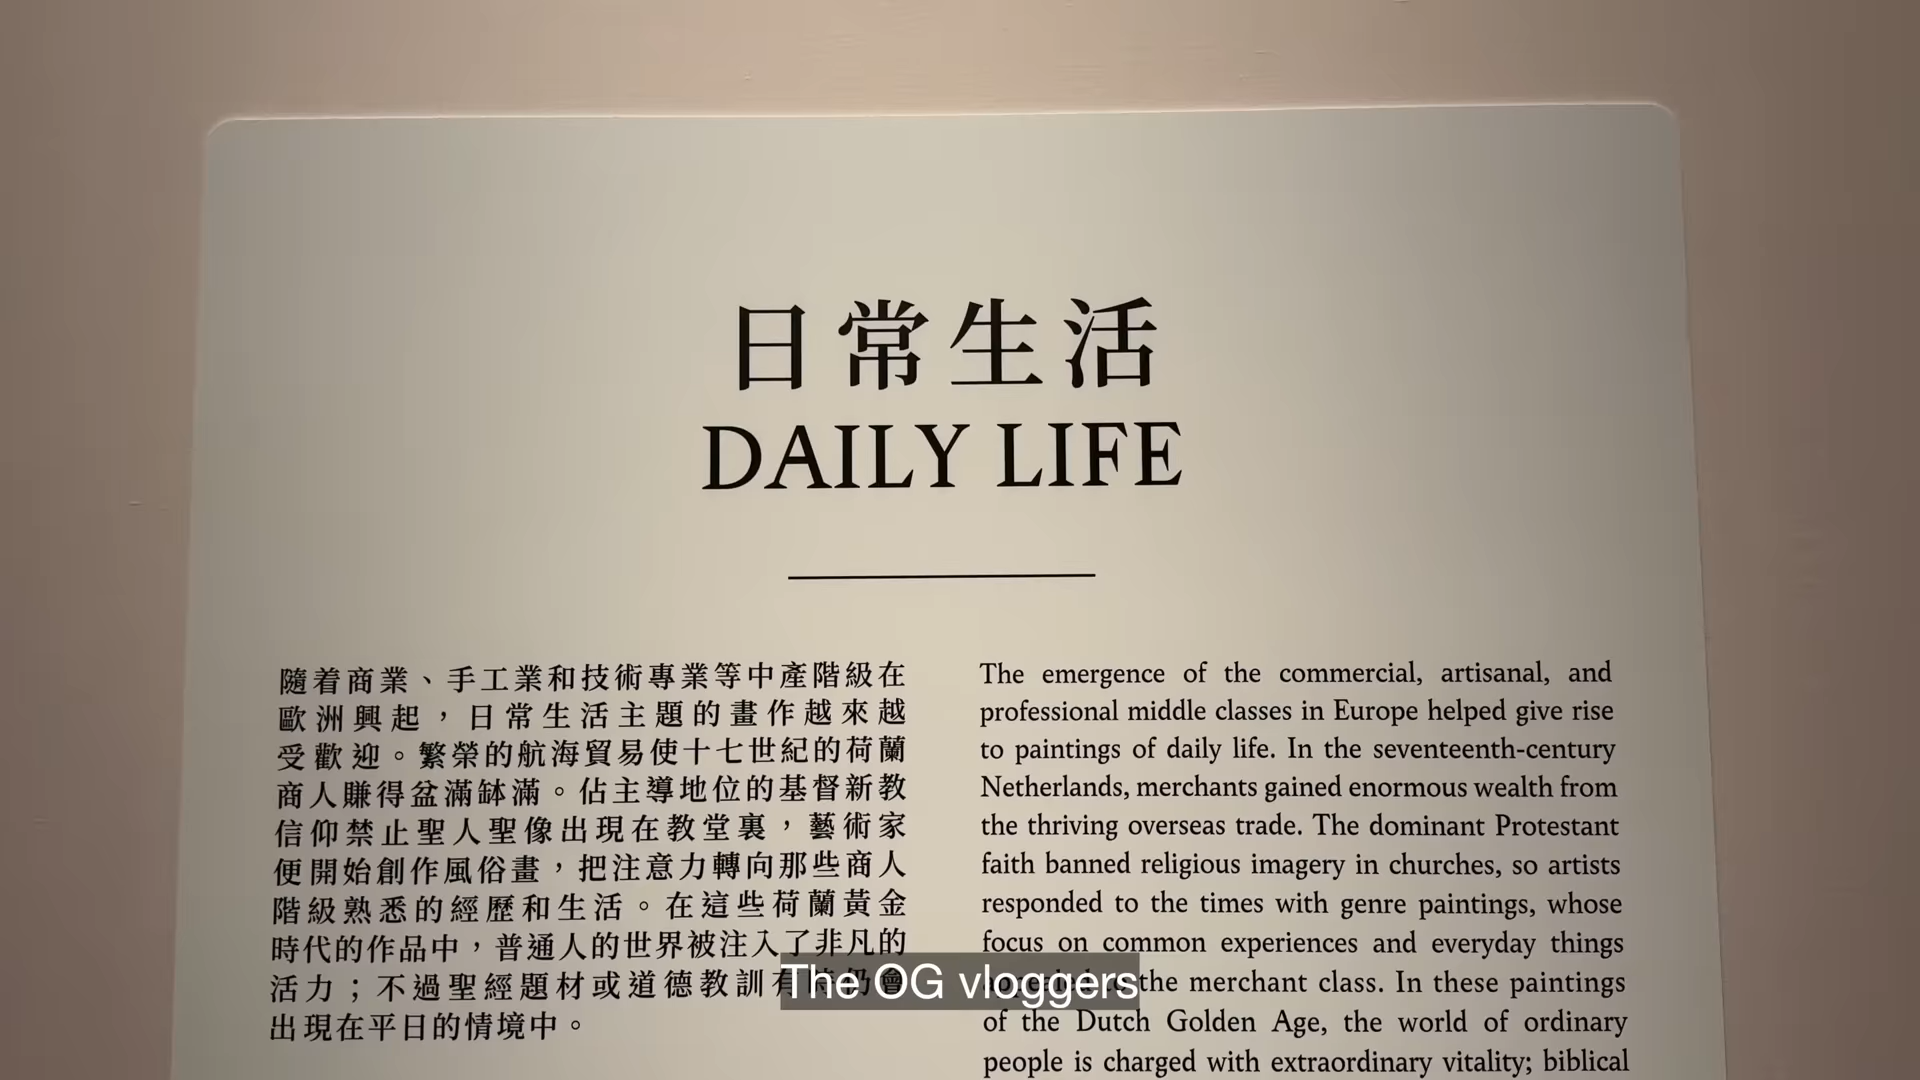 日常生活
DAILY LIFE
隨着商業、手工業和技術專業等中產階級在
歐洲興起，日常生活主題的畫作越來越
受歡迎。繁榮的航海貿易使十七世紀的荷蘭
商人賺得盆滿缽滿。佔主導地位的基督新教
信仰禁止聖人聖像出現在教堂裏，藝術家
便開始創作風俗畫，把注意力轉向那些商人
階級熟悉的經歷和生活。在這些荷蘭黃金
時代的作品中，普通人的世界被注入了非凡的
活力；不過聖經題材或道德教訓有時仍會
出現在平日的情境中。
The emergence of the commercial, artisanal, and
professional middle classes in Europe helped give rise
to paintings of daily life. In the seventeenth-century
Netherlands, merchants gained enormous wealth from
the thriving overseas trade. The dominant Protestant
faith banned religious imagery in churches, so artists
responded to the times with genre paintings, whose
focus on common experiences and everyday things
appealed to the merchant class. In these paintings
of the Dutch Golden Age, the world of ordinary
people is charged with extraordinary vitality; biblical
The OG vloggers